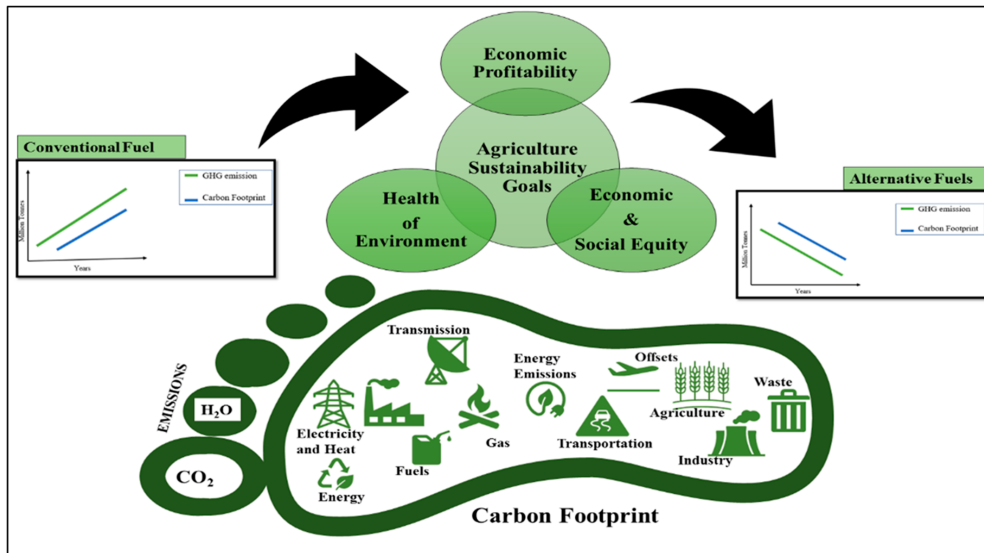 Economic
Profitability
Agriculture
Sustainability
Goals
Health
of
Environment
Economic
&
Social Equity
Conventional Fuel
GHG emission
Carbon Footprint
Million Tonnes
Years
Alternative Fuels
GHG emission
Carbon Footprint
Million Tonnes
Years
EMISSIONS
H₂O
CO₂
Transmission
Electricity
and Heat
Energy
Fuels
Gas
Energy
Emissions
Offsets
Transportation
Agriculture
Industry
Waste
Carbon Footprint